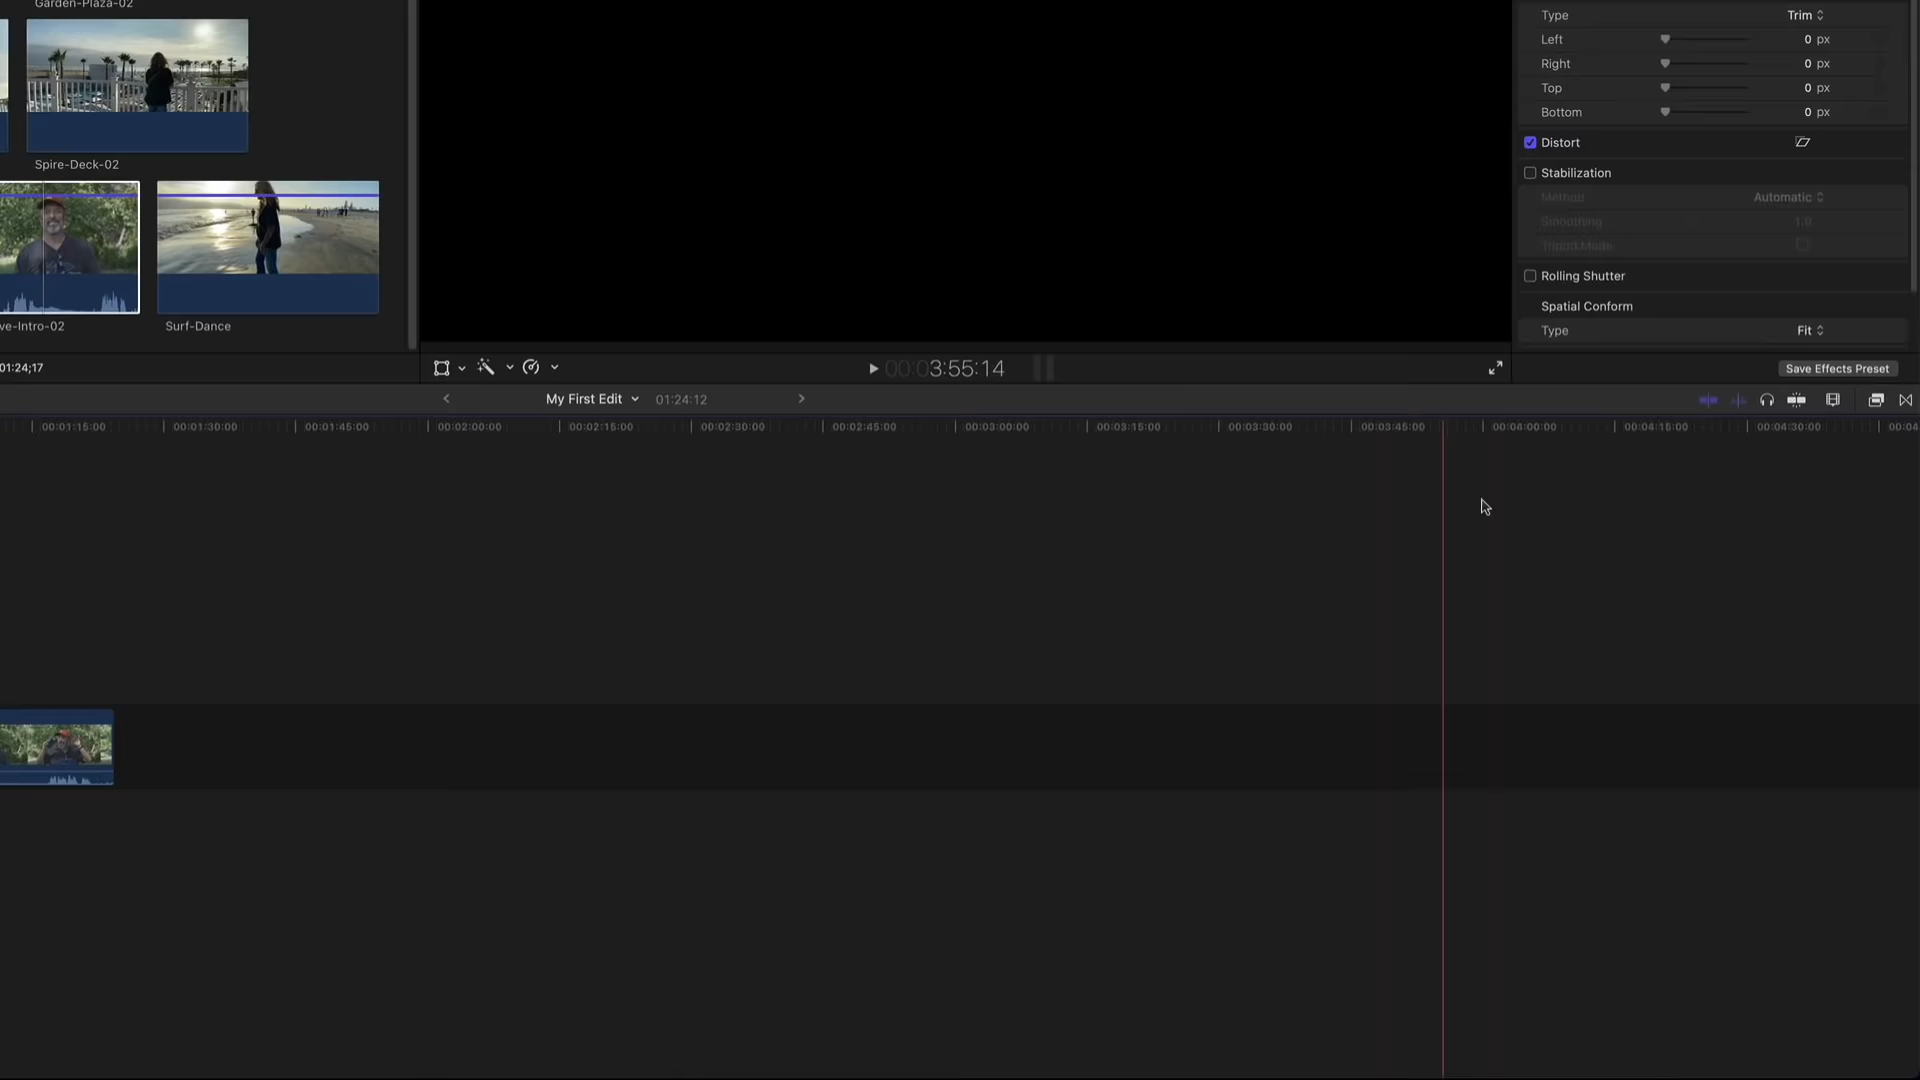 Garden-Plaza-02
Spire-Deck-02
ve-Intro-02
Surf-Dance
01:24;17
00:03:55:14
Type Trim
Left 0 px
Right 0 px
Top 0 px
Bottom 0 px
Distort
Stabilization
Method Automatic
Smoothing 1.0
Tripod Mode
Rolling Shutter
Spatial Conform
Type Fit
Save Effects Preset
My First Edit 01:24:12
00:01:15:00 00:01:30:00 00:01:45:00 00:02:00:00 00:02:15:00 00:02:30:00 00:02:45:00 00:03:00:00 00:03:15:00 00:03:30:00 00:03:45:00 00:04:00:00 00:04:15:00 00:04:30:00 00:04